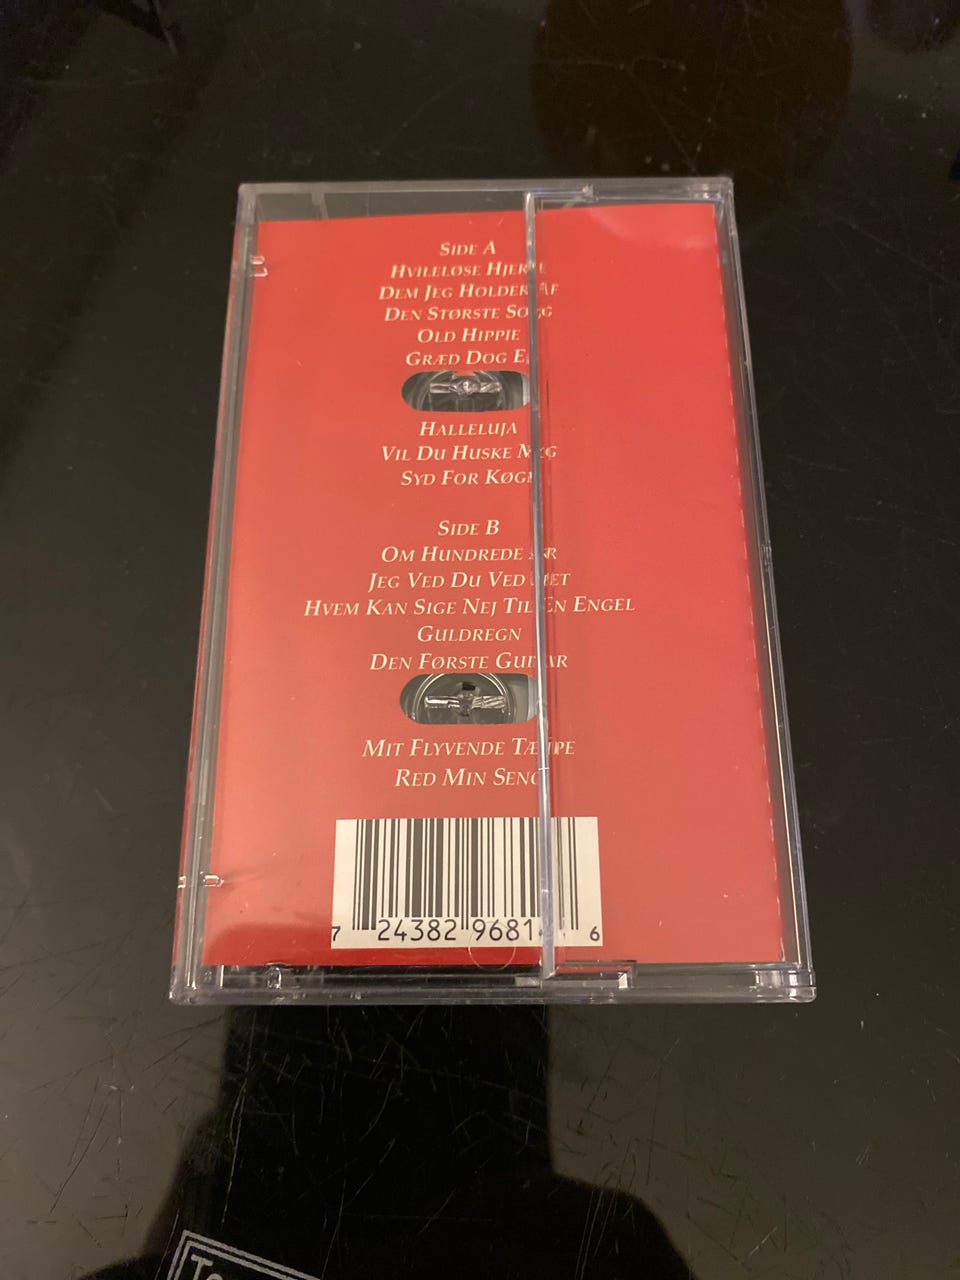 SIDE A
HVILELØSE HJERTE
DEM JEG HOLDER AF
DEN STØRSTE SORG
OLD HIPPIE
GRÆD DOG EJ
HALLELUJA
VIL DU HUSKE MIG
SYD FOR KØGE
SIDE B
OM HUNDREDE ÅR
JEG VED DU VED DET
HVEM KAN SIGE NEJ TIL EN ENGEL
GULDREGN
DEN FØRSTE GUITAR
MIT FLYVENDE TÆPPE
RED MIN SENG
7 24382 96814 6